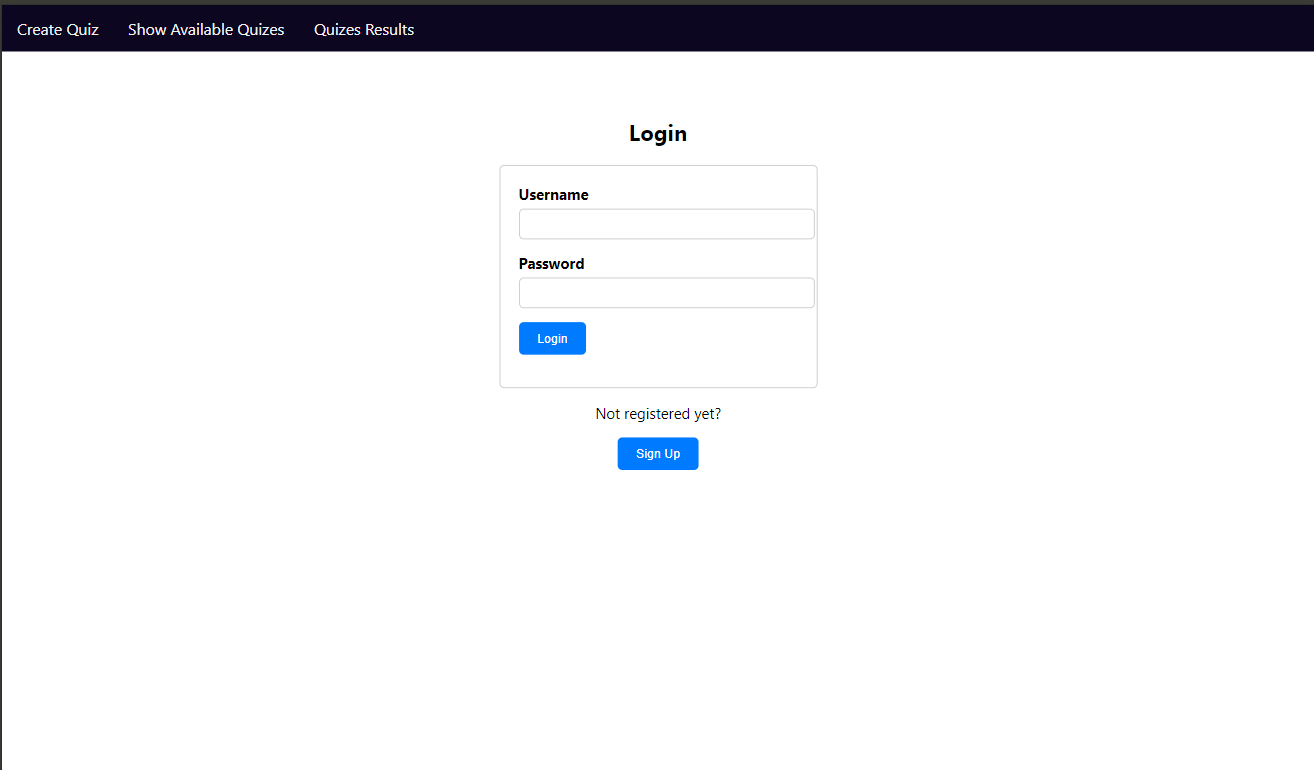 Create Quiz Show Available Quizes Quizes Results
Login
Username
Password
Login
Not registered yet?
Sign Up